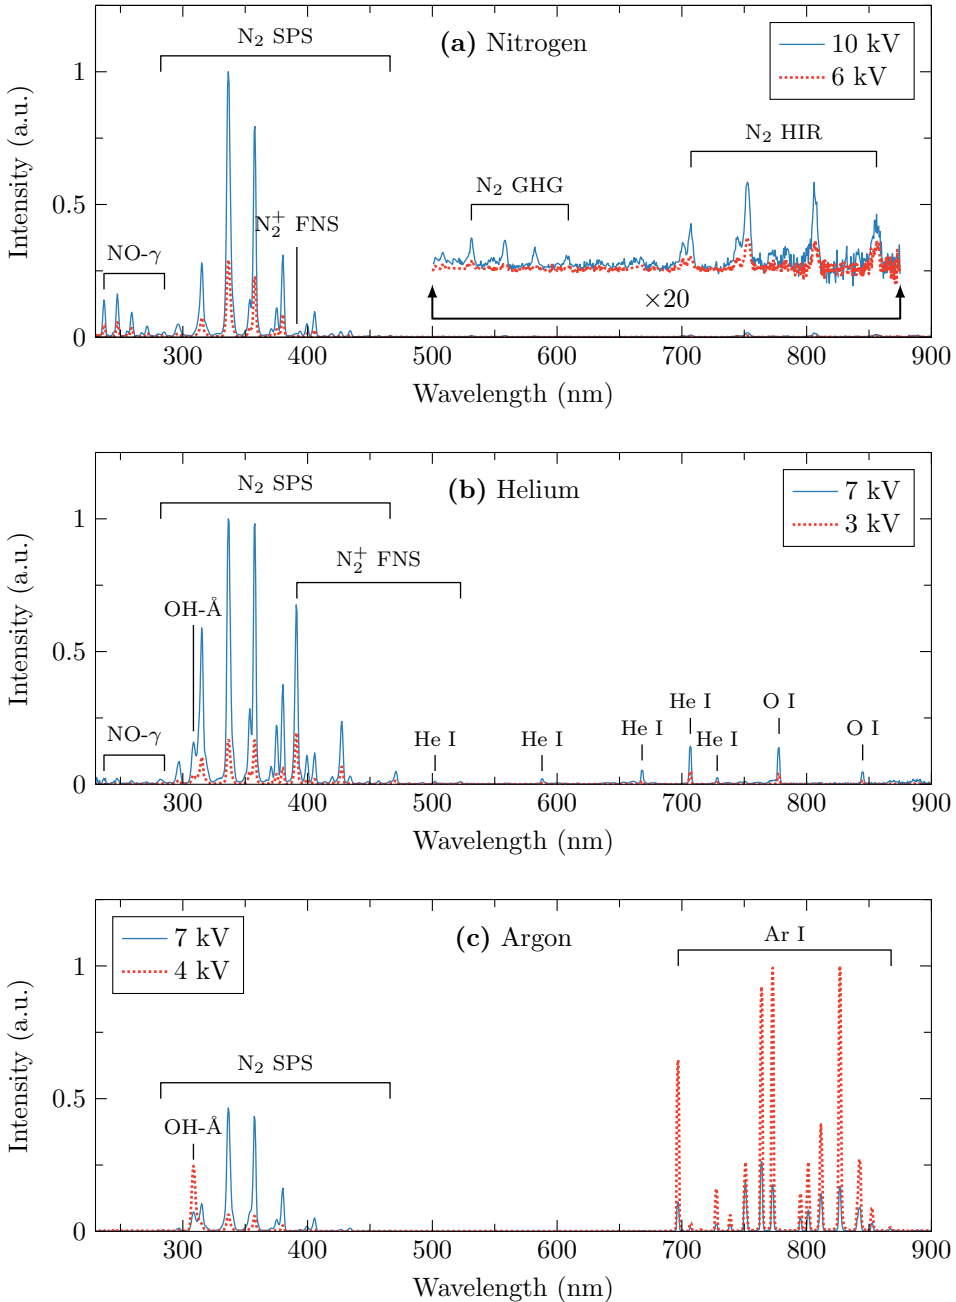 N₂ SPS
(a) Nitrogen
10 kV
6 kV
N₂ HIR
N₂ GHG
N₂⁺ FNS
NO-γ
×20
Intensity (a.u.)
0
0.5
1
300 400 500 600 700 800 900
Wavelength (nm)
N₂ SPS
(b) Helium
7 kV
3 kV
N₂⁺ FNS
OH-Å
NO-γ
He I
He I
He I
He I
He I
O I
O I
Intensity (a.u.)
0
0.5
1
300 400 500 600 700 800 900
Wavelength (nm)
7 kV
4 kV
(c) Argon
Ar I
N₂ SPS
OH-Å
Intensity (a.u.)
0
0.5
1
300 400 500 600 700 800 900
Wavelength (nm)